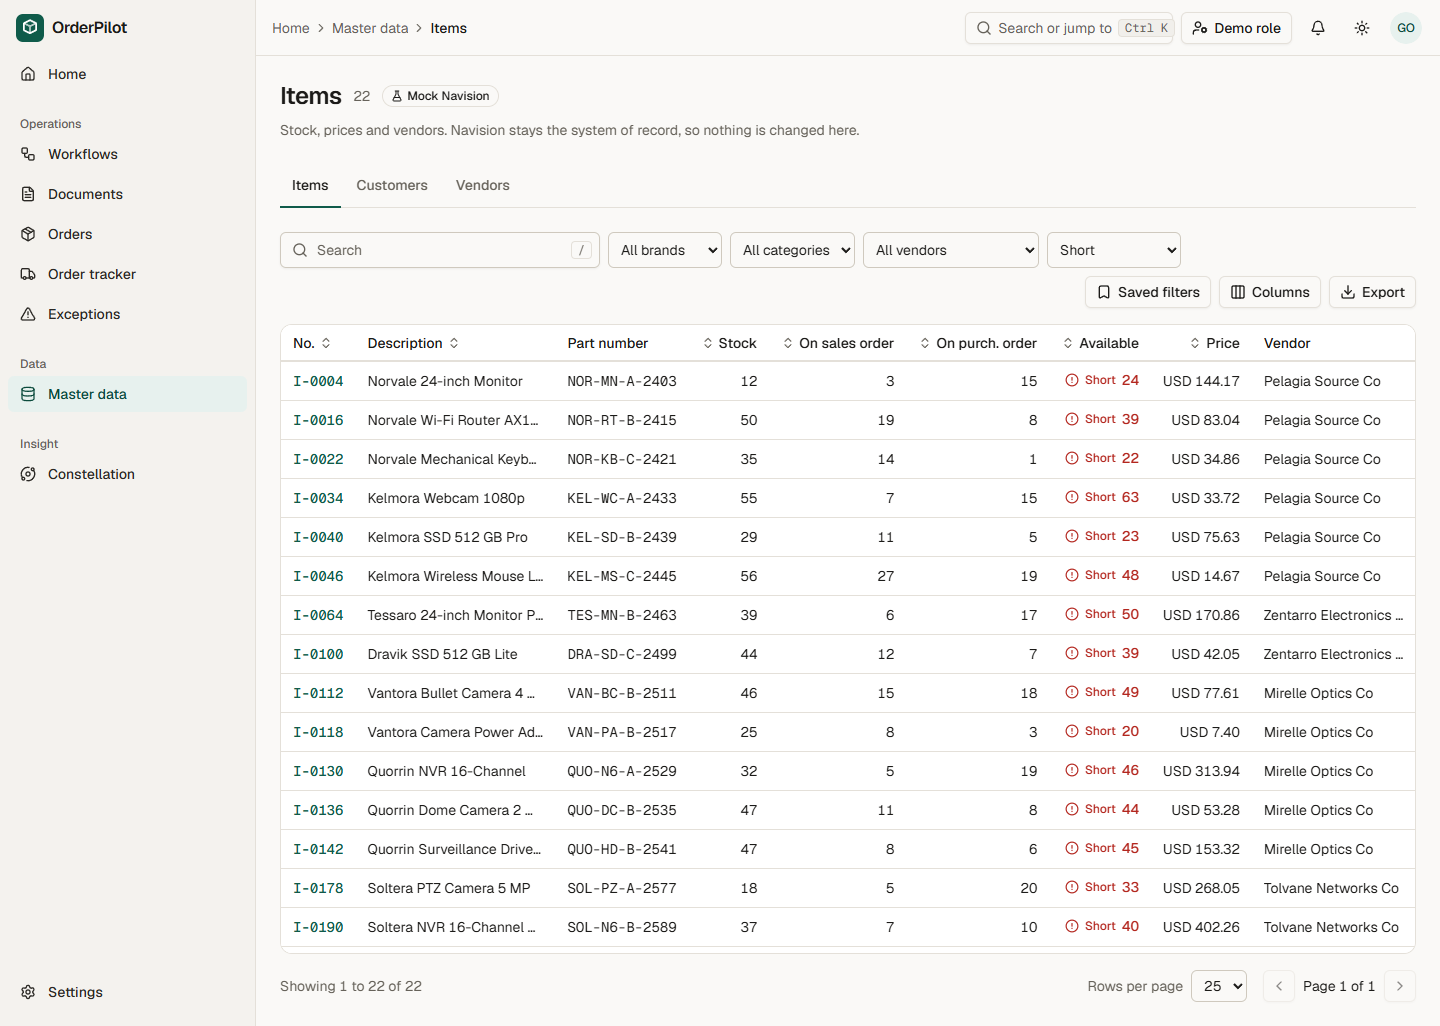 OrderPilot
Home > Master data > Items
Search or jump to Ctrl K
Demo role
GO
Home
Operations
Workflows
Documents
Orders
Order tracker
Exceptions
Data
Master data
Insight
Constellation
Settings
Items 22 Mock Navision
Stock, prices and vendors. Navision stays the system of record, so nothing is changed here.
Items Customers Vendors
Search / All brands All categories All vendors Short
Saved filters Columns Export
No. Description Part number Stock On sales order On purch. order Available Price Vendor
I-0004 Norvale 24-inch Monitor NOR-MN-A-2403 12 3 15 Short 24 USD 144.17 Pelagia Source Co
I-0016 Norvale Wi-Fi Router AX1... NOR-RT-B-2415 50 19 8 Short 39 USD 83.04 Pelagia Source Co
I-0022 Norvale Mechanical Keyb... NOR-KB-C-2421 35 14 1 Short 22 USD 34.86 Pelagia Source Co
I-0034 Kelmora Webcam 1080p KEL-WC-A-2433 55 7 15 Short 63 USD 33.72 Pelagia Source Co
I-0040 Kelmora SSD 512 GB Pro KEL-SD-B-2439 29 11 5 Short 23 USD 75.63 Pelagia Source Co
I-0046 Kelmora Wireless Mouse L... KEL-MS-C-2445 56 27 19 Short 48 USD 14.67 Pelagia Source Co
I-0064 Tessaro 24-inch Monitor P... TES-MN-B-2463 39 6 17 Short 50 USD 170.86 Zentarro Electronics ...
I-0100 Dravik SSD 512 GB Lite DRA-SD-C-2499 44 12 7 Short 39 USD 42.05 Zentarro Electronics ...
I-0112 Vantora Bullet Camera 4 ... VAN-BC-B-2511 46 15 18 Short 49 USD 77.61 Mirelle Optics Co
I-0118 Vantora Camera Power Ad... VAN-PA-B-2517 25 8 3 Short 20 USD 7.40 Mirelle Optics Co
I-0130 Quorrin NVR 16-Channel QUO-N6-A-2529 32 5 19 Short 46 USD 313.94 Mirelle Optics Co
I-0136 Quorrin Dome Camera 2 ... QUO-DC-B-2535 47 11 8 Short 44 USD 53.28 Mirelle Optics Co
I-0142 Quorrin Surveillance Drive... QUO-HD-B-2541 47 8 6 Short 45 USD 153.32 Mirelle Optics Co
I-0178 Soltera PTZ Camera 5 MP SOL-PZ-A-2577 18 5 20 Short 33 USD 268.05 Tolvane Networks Co
I-0190 Soltera NVR 16-Channel ... SOL-N6-B-2589 37 7 10 Short 40 USD 402.26 Tolvane Networks Co
Showing 1 to 22 of 22
Rows per page 25 Page 1 of 1